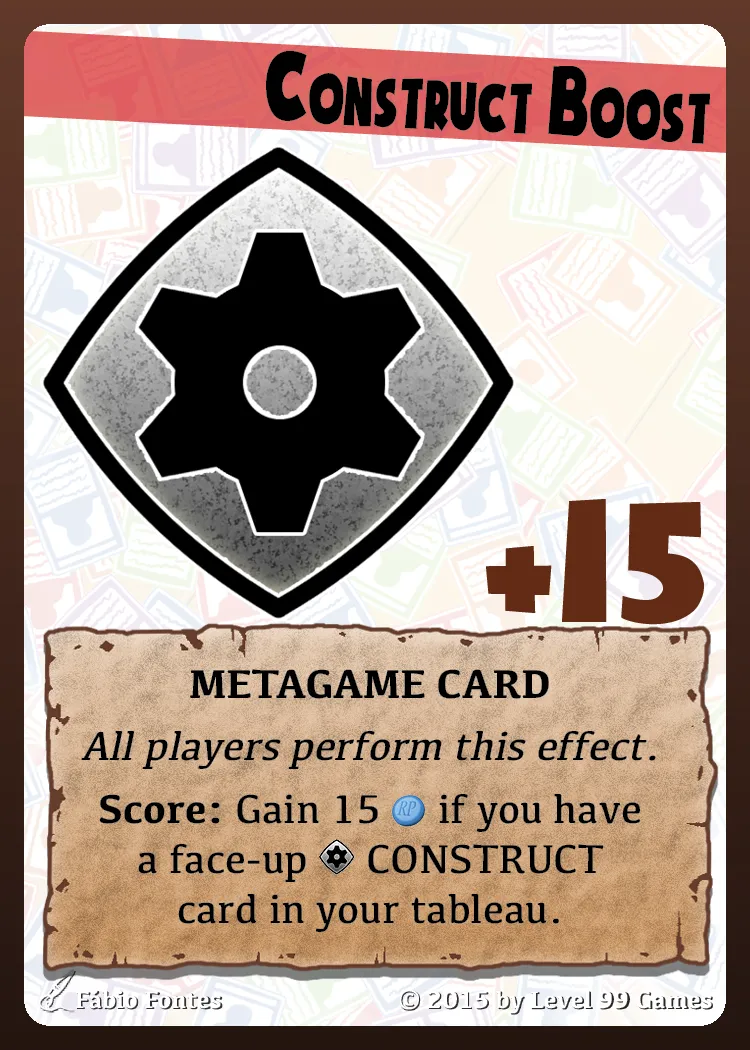 Construct Boost
+15
METAGAME CARD
All players perform this effect.
Score: Gain 15 RP if you have
a face-up CONSTRUCT
card in your tableau.
Fábio Fontes
© 2015 by Level 99 Games